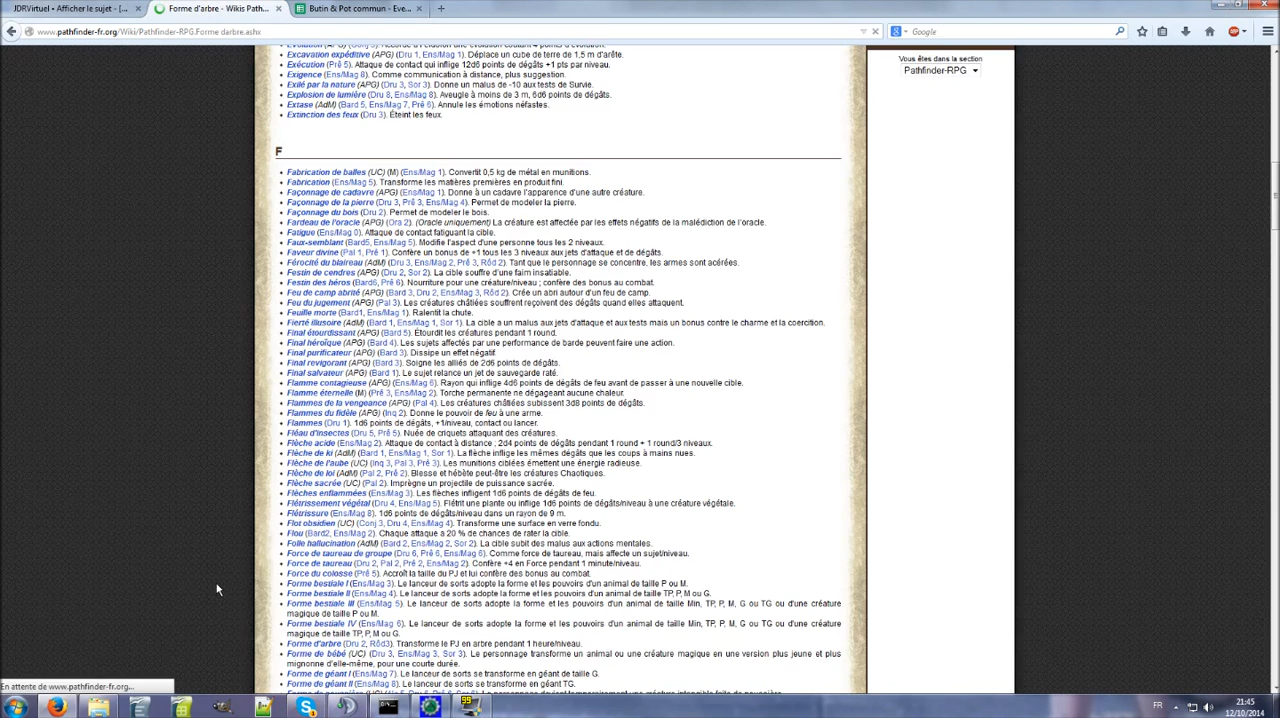 JDRVirtuel • Afficher le sujet - [...
Forme d'arbre - Wikis Path...
Butin & Pot commun - Eve...
www.pathfinder-fr.org/Wiki/Pathfinder-RPG.Forme darbre.ashx
Google
Vous êtes dans la section
Pathfinder-RPG
Excavation expéditive (APG) (Dru 1, Ens/Mag 1). Déplace un cube de terre de 1,5 m d'arête.
Exécution (Prê 5). Attaque de contact qui inflige 12d6 points de dégâts +1 pts par niveau.
Exigence (Ens/Mag 8). Comme communication à distance, plus suggestion.
Exilé par la nature (APG) (Dru 3, Sor 3). Donne un malus de -10 aux tests de Survie.
Explosion de lumière (Dru 8, Ens/Mag 8). Aveugle à moins de 3 m, 6d6 points de dégâts.
Extase (AdM) (Bard 5, Ens/Mag 7, Prê 6). Annule les émotions néfastes.
Extinction des feux (Dru 3). Éteint les feux.
F
Fabrication de balles (UC) (M) (Ens/Mag 1). Convertit 0,5 kg de métal en munitions.
Fabrication (Ens/Mag 5). Transforme les matières premières en produit fini.
Façonnage de cadavre (APG) (Ens/Mag 1). Donne à un cadavre l'apparence d'une autre créature.
Façonnage de la pierre (Dru 3, Prê 3, Ens/Mag 4). Permet de modeler la pierre.
Façonnage du bois (Dru 2). Permet de modeler le bois.
Fardeau de l'oracle (APG) (Ora 2). (Oracle uniquement) La créature est affectée par les effets négatifs de la malédiction de l'oracle.
Fatigue (Ens/Mag 0). Attaque de contact fatiguant la cible.
Faux-semblant (Bard5, Ens/Mag 5). Modifie l'aspect d'une personne tous les 2 niveaux.
Faveur divine (Pal 1, Prê 1). Confère un bonus de +1 tous les 3 niveaux aux jets d'attaque et de dégâts.
Férocité du blaireau (AdM) (Dru 3, Ens/Mag 2, Prê 3, Rôd 2). Tant que le personnage se concentre, les armes sont acérées.
Festin de cendres (APG) (Dru 2, Sor 2). La cible souffre d'une faim insatiable.
Festin des héros (Bard6, Prê 6). Nourriture pour une créature/niveau ; confère des bonus au combat.
Feu de camp abrité (APG) (Bard 3, Dru 2, Ens/Mag 3, Rôd 2). Crée un abri autour d'un feu de camp.
Feu du jugement (APG) (Pal 3). Les créatures châtiées souffrent reçoivent des dégâts quand elles attaquent.
Feuille morte (Bard1, Ens/Mag 1). Ralentit la chute.
Fierté illusoire (AdM) (Bard 1, Ens/Mag 1, Sor 1) La cible a un malus aux jets d'attaque et aux tests mais un bonus contre le charme et la coercition.
Final étourdissant (APG) (Bard 5). Étourdit les créatures pendant 1 round.
Final héroïque (APG) (Bard 4). Les sujets affectés par une performance de barde peuvent faire une action.
Final purificateur (APG) (Bard 3). Dissipe un effet négatif.
Final revigorant (APG) (Bard 3). Soigne les alliés de 2d6 points de dégâts.
Final salvateur (APG) (Bard 1). Le sujet relance un jet de sauvegarde raté.
Flamme contagieuse (APG) (Ens/Mag 6). Rayon qui inflige 4d6 points de dégâts de feu avant de passer à une nouvelle cible.
Flamme éternelle (M) (Prê 3, Ens/Mag 2). Torche permanente ne dégageant aucune chaleur.
Flammes de la vengeance (APG) (Pal 4). Les créatures châtiées subissent 3d8 points de dégâts.
Flammes du fidèle (APG) (Inq 2). Donne le pouvoir de feu à une arme.
Flammes (Dru 1). 1d6 points de dégâts, +1/niveau, contact ou lancer.
Fléau d'insectes (Dru 5, Prê 5). Nuée de criquets attaquant des créatures.
Flèche acide (Ens/Mag 2). Attaque de contact à distance ; 2d4 points de dégâts pendant 1 round + 1 round/3 niveaux.
Flèche de ki (AdM) (Bard 1, Ens/Mag 1, Sor 1). La flèche inflige les mêmes dégâts que les coups à mains nues.
Flèche de l'aube (UC) (Inq 3, Pal 3, Prê 3). Les munitions ciblées émettent une énergie radieuse.
Flèche de loi (AdM) (Pal 2, Prê 2). Blesse et hébète peut-être les créatures Chaotiques.
Flèche sacrée (UC) (Pal 2). Imprègne un projectile de puissance sacrée.
Flèches enflammées (Ens/Mag 3). Les flèches infligent 1d6 points de dégâts de feu.
Flétrissement végétal (Dru 4, Ens/Mag 5). Flétrit une plante ou inflige 1d6 points de dégâts/niveau à une créature végétale.
Flétrissure (Ens/Mag 8). 1d6 points de dégâts/niveau dans un rayon de 9 m.
Flot obsidien (UC) (Conj 3, Dru 4, Ens/Mag 4). Transforme une surface en verre fondu.
Flou (Bard2, Ens/Mag 2). Chaque attaque a 20 % de chances de rater la cible.
Folle hallucination (AdM) (Bard 2, Ens/Mag 2, Sor 2). La cible subit des malus aux actions mentales.
Force de taureau de groupe (Dru 6, Prê 6, Ens/Mag 6). Comme force de taureau, mais affecte un sujet/niveau.
Force de taureau (Dru 2, Pal 2, Prê 2, Ens/Mag 2). Confère +4 en Force pendant 1 minute/niveau.
Force du colosse (Prê 5). Accroît la taille du PJ et lui confère des bonus au combat.
Forme bestiale I (Ens/Mag 3). Le lanceur de sorts adopte la forme et les pouvoirs d'un animal de taille P ou M.
Forme bestiale II (Ens/Mag 4). Le lanceur de sorts adopte la forme et les pouvoirs d'un animal de taille TP, P, M ou G.
Forme bestiale III (Ens/Mag 5). Le lanceur de sorts adopte la forme et les pouvoirs d'un animal de taille Min, TP, P, M, G ou TG ou d'une créature
magique de taille P ou M.
Forme bestiale IV (Ens/Mag 6). Le lanceur de sorts adopte la forme et les pouvoirs d'un animal de taille Min, TP, P, M, G ou TG ou d'une créature
magique de taille TP, P, M ou G.
Forme d'arbre (Dru 2, Rôd3). Transforme le PJ en arbre pendant 1 heure/niveau.
Forme de bébé (UC) (Dru 3, Ens/Mag 3, Sor 3). Le personnage transforme un animal ou une créature magique en une version plus jeune et plus
mignonne d'elle-même, pour une courte durée.
Forme de géant I (Ens/Mag 7). Le lanceur de sorts se transforme en géant de taille G.
Forme de géant II (Ens/Mag 8). Le lanceur de sorts se transforme en géant TG.
En attente de www.pathfinder-fr.org...
99
FR
21:45
12/10/2014